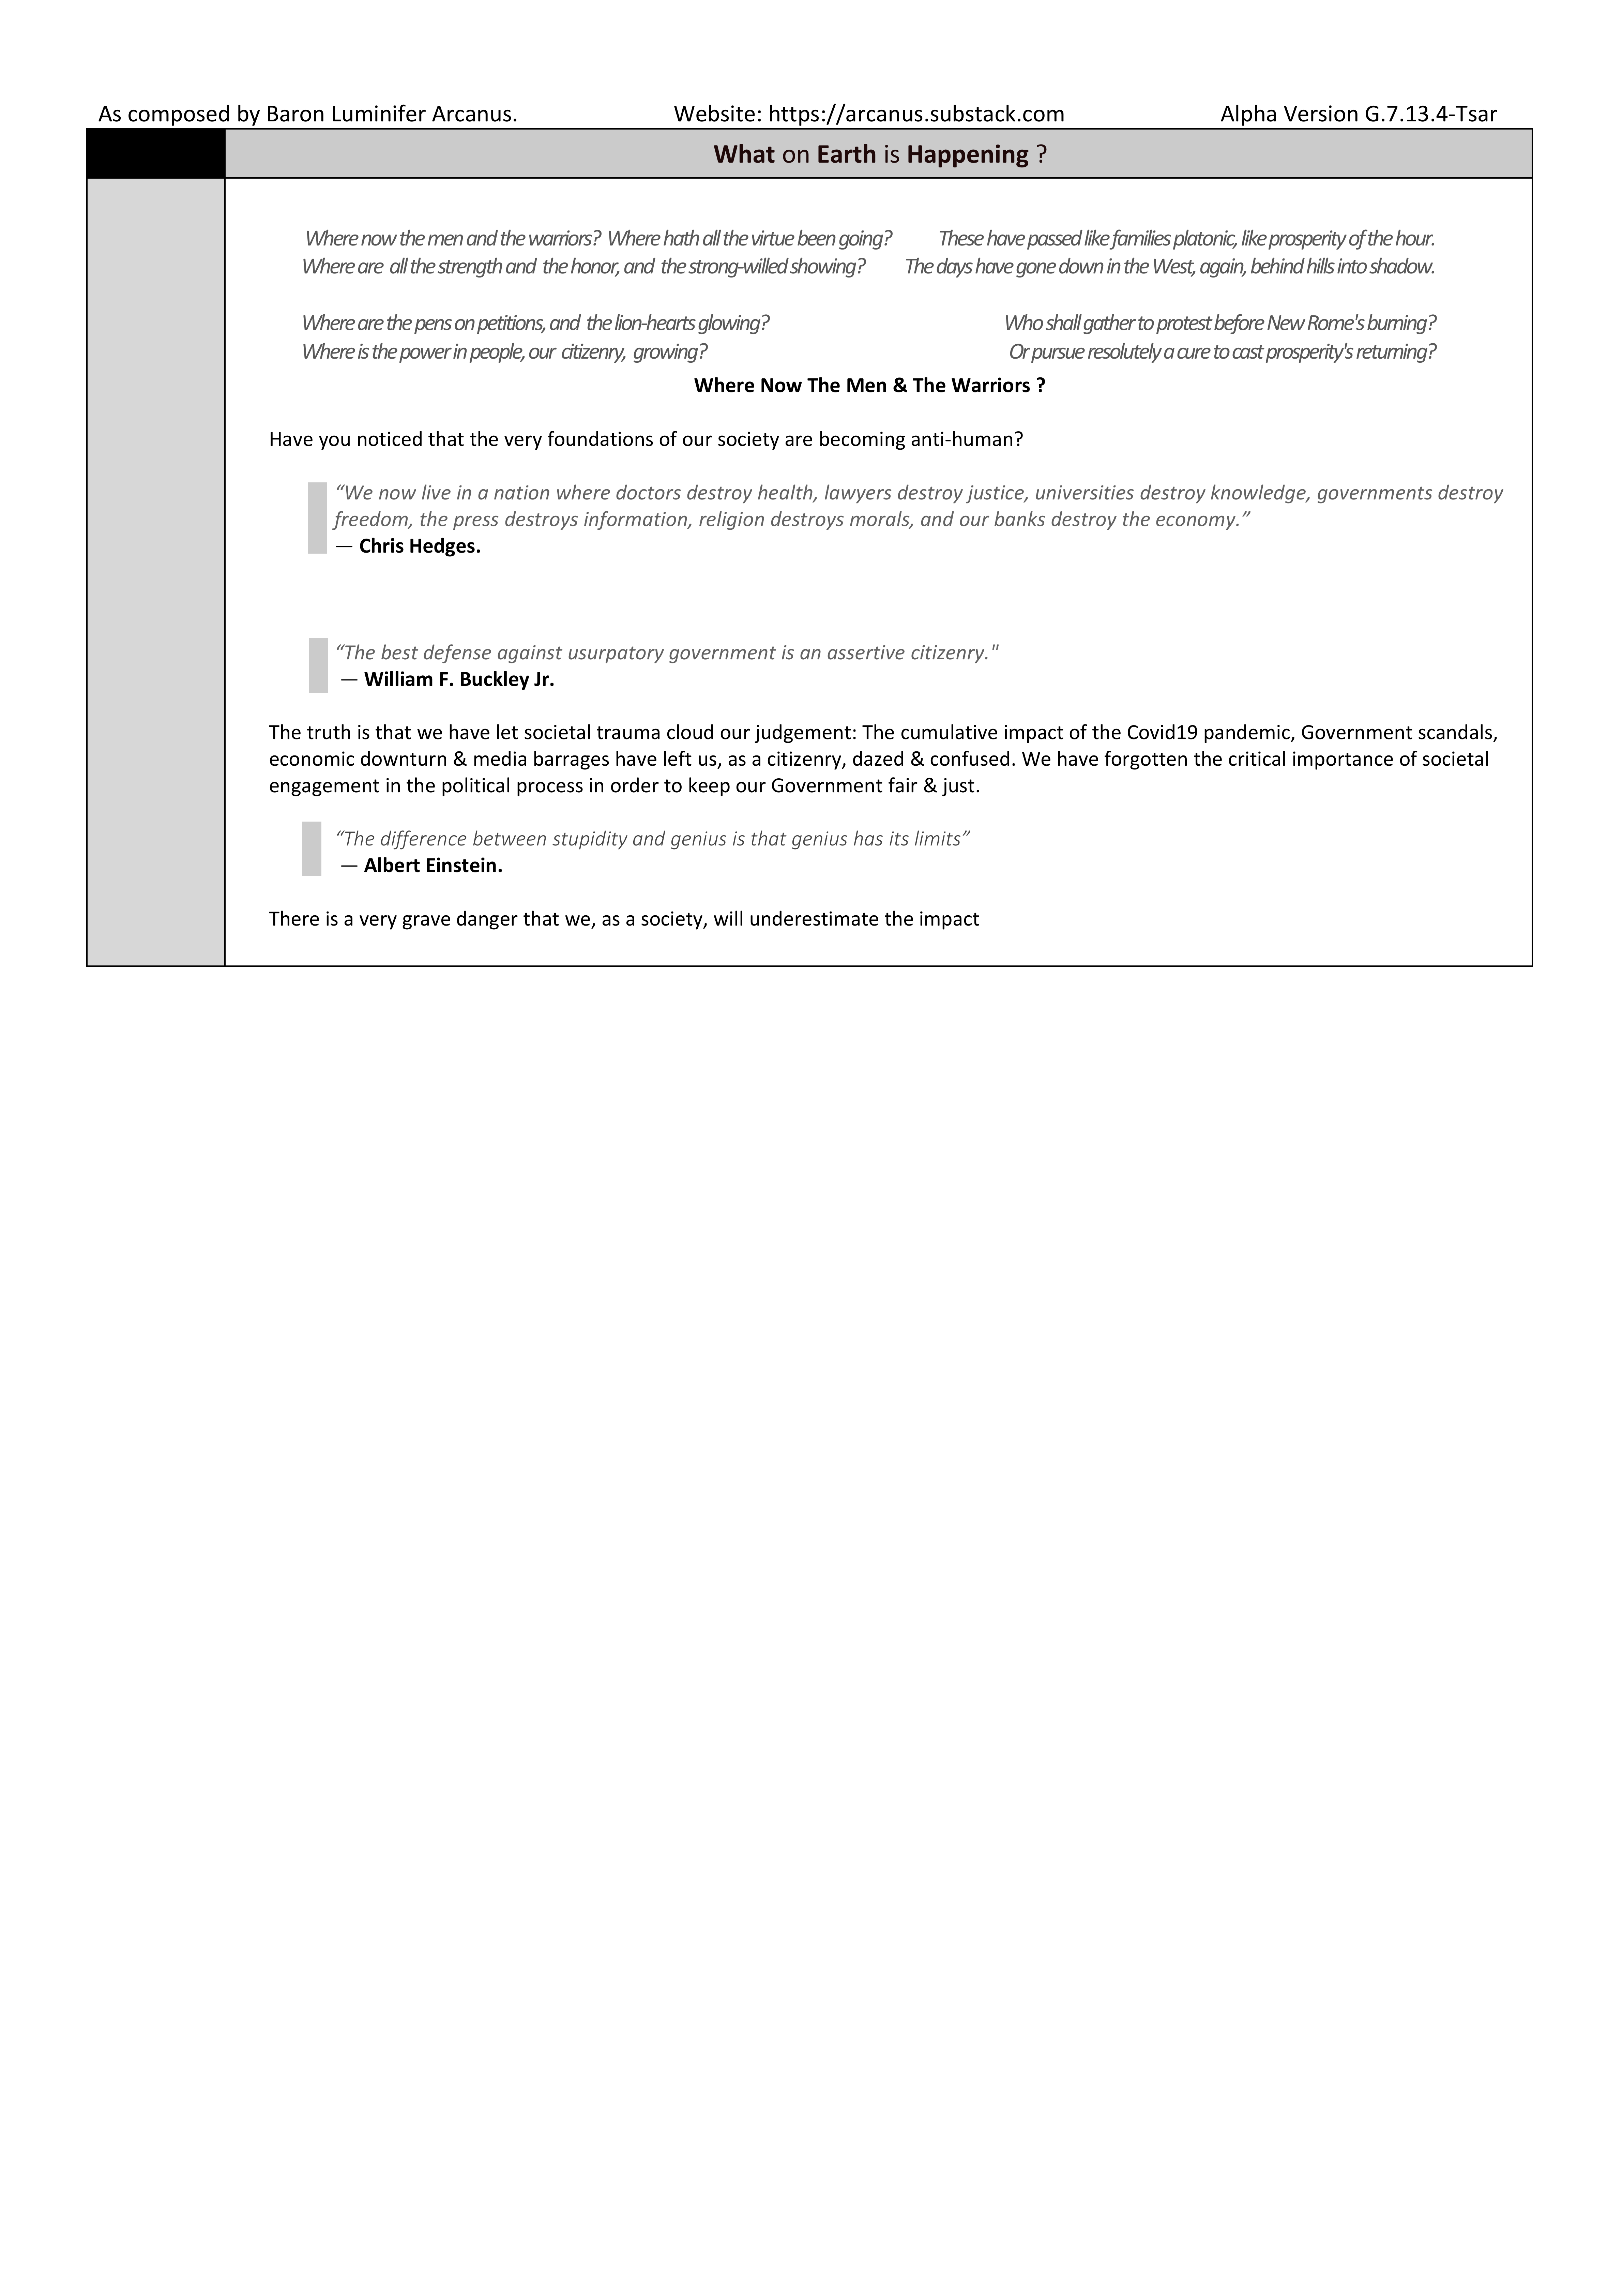 As composed by Baron Luminifer Arcanus. Website: https://arcanus.substack.com Alpha Version G.7.13.4-Tsar
What on Earth is Happening ?
Where now the men and the warriors? Where hath all the virtue been going? These have passed like families platonic, like prosperity of the hour.
Where are all the strength and the honor, and the strong-willed showing? The days have gone down in the West, again, behind hills into shadow.
Where are the pens on petitions, and the lion-hearts glowing? Who shall gather to protest before New Rome's burning?
Where is the power in people, our citizenry, growing? Or pursue resolutely a cure to cast prosperity's returning?
Where Now The Men & The Warriors ?
Have you noticed that the very foundations of our society are becoming anti-human?
“We now live in a nation where doctors destroy health, lawyers destroy justice, universities destroy knowledge, governments destroy
freedom, the press destroys information, religion destroys morals, and our banks destroy the economy.”
— Chris Hedges.
“The best defense against usurpatory government is an assertive citizenry."
— William F. Buckley Jr.
The truth is that we have let societal trauma cloud our judgement: The cumulative impact of the Covid19 pandemic, Government scandals,
economic downturn & media barrages have left us, as a citizenry, dazed & confused. We have forgotten the critical importance of societal
engagement in the political process in order to keep our Government fair & just.
“The difference between stupidity and genius is that genius has its limits”
— Albert Einstein.
There is a very grave danger that we, as a society, will underestimate the impact